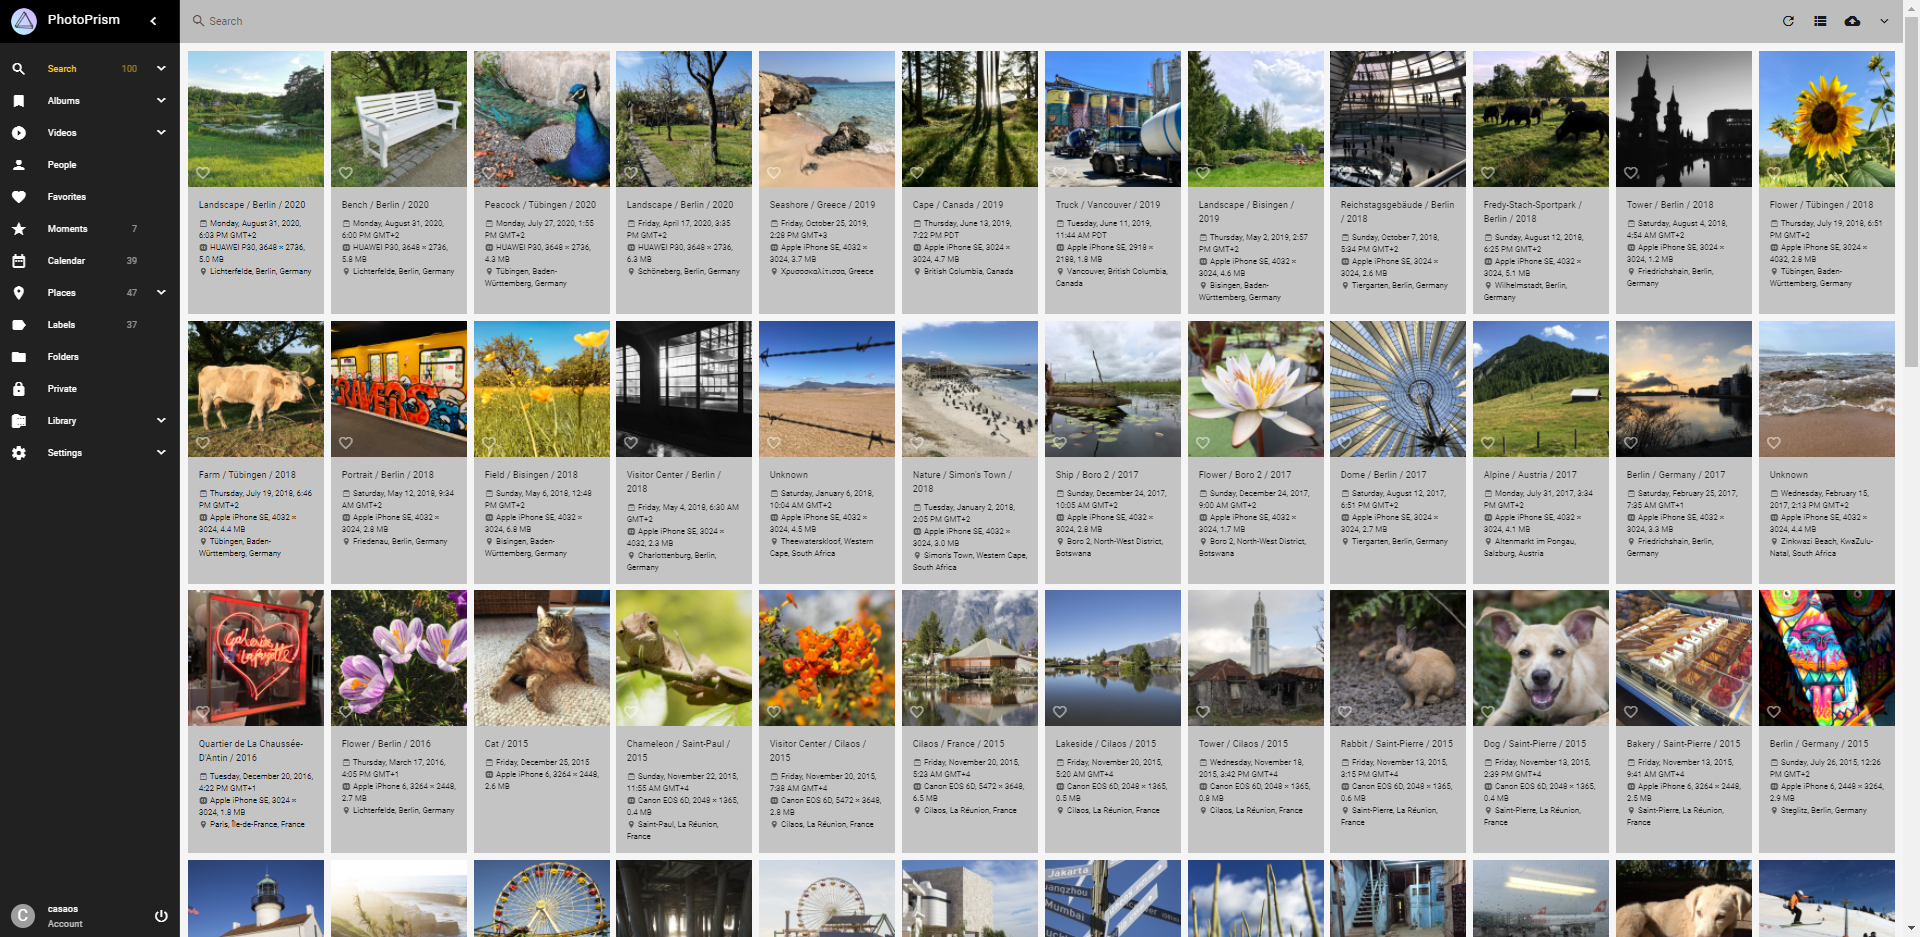 PhotoPrism
Search
Search 100
Albums
Videos
People
Favorites
Moments 7
Calendar 39
Places 47
Labels 37
Folders
Private
Library
Settings
C
casaos
Account
Landscape / Berlin / 2020
Monday, August 31, 2020,
6:03 PM GMT+2
HUAWEI P30, 3648 × 2736,
5.0 MB
Lichterfelde, Berlin, Germany
Bench / Berlin / 2020
Monday, August 31, 2020,
6:00 PM GMT+2
HUAWEI P30, 3648 × 2736,
5.8 MB
Lichterfelde, Berlin, Germany
Peacock / Tübingen / 2020
Monday, July 27, 2020, 1:55
PM GMT+2
HUAWEI P30, 3648 × 2736,
4.3 MB
Tübingen, Baden-
Württemberg, Germany
Landscape / Berlin / 2020
Friday, April 17, 2020, 3:35
PM GMT+2
HUAWEI P30, 3648 × 2736,
6.3 MB
Schöneberg, Berlin, Germany
Seashore / Greece / 2019
Friday, October 25, 2019,
2:28 PM GMT+3
Apple iPhone SE, 4032 ×
3024, 3.7 MB
Χρυσοσκαλίτισσα, Greece
Cape / Canada / 2019
Thursday, June 13, 2019,
7:22 PM PDT
Apple iPhone SE, 3024 ×
4032, 4.7 MB
British Columbia, Canada
Truck / Vancouver / 2019
Tuesday, June 11, 2019,
11:44 AM PDT
Apple iPhone SE, 2918 ×
2188, 1.8 MB
Vancouver, British Columbia,
Canada
Landscape / Bisingen /
2019
Thursday, May 2, 2019, 2:57
PM GMT+2
Apple iPhone SE, 4032 ×
3024, 4.6 MB
Bisingen, Baden-
Württemberg, Germany
Reichstagsgebäude / Berlin
/ 2018
Sunday, October 7, 2018,
5:34 PM GMT+2
Apple iPhone SE, 4032 ×
3024, 2.6 MB
Tiergarten, Berlin, Germany
Fredy-Stach-Sportpark /
Berlin / 2018
Sunday, August 12, 2018,
6:25 PM GMT+2
Apple iPhone SE, 4032 ×
3024, 5.1 MB
Wilhelmstadt, Berlin,
Germany
Tower / Berlin / 2018
Saturday, August 4, 2018,
4:54 AM GMT+2
Apple iPhone SE, 3024 ×
4032, 1.2 MB
Friedrichshain, Berlin,
Germany
Flower / Tübingen / 2018
Thursday, July 19, 2018, 6:51
PM GMT+2
Apple iPhone SE, 3024 ×
4032, 2.8 MB
Tübingen, Baden-
Württemberg, Germany
Farm / Tübingen / 2018
Thursday, July 19, 2018, 6:46
PM GMT+2
Apple iPhone SE, 4032 ×
3024, 4.4 MB
Tübingen, Baden-
Württemberg, Germany
Portrait / Berlin / 2018
Saturday, May 12, 2018, 9:34
AM GMT+2
Apple iPhone SE, 4032 ×
3024, 2.8 MB
Friedenau, Berlin, Germany
Field / Bisingen / 2018
Sunday, May 6, 2018, 12:48
PM GMT+2
Apple iPhone SE, 4032 ×
3024, 6.8 MB
Bisingen, Baden-
Württemberg, Germany
Visitor Center / Berlin /
2018
Friday, May 4, 2018, 6:30 AM
GMT+2
Apple iPhone SE, 3024 ×
4032, 2.3 MB
Charlottenburg, Berlin,
Germany
Unknown
Saturday, January 6, 2018,
10:04 AM GMT+2
Apple iPhone SE, 4032 ×
3024, 4.5 MB
Theewaterskloof, Western
Cape, South Africa
Nature / Simon's Town /
2018
Tuesday, January 2, 2018,
2:05 PM GMT+2
Apple iPhone SE, 4032 ×
3024, 3.0 MB
Simon's Town, Western Cape,
South Africa
Ship / Boro 2 / 2017
Sunday, December 24, 2017,
10:05 AM GMT+2
Apple iPhone SE, 4032 ×
3024, 2.8 MB
Boro 2, North-West District,
Botswana
Flower / Boro 2 / 2017
Sunday, December 24, 2017,
9:00 AM GMT+2
Apple iPhone SE, 4032 ×
3024, 1.7 MB
Boro 2, North-West District,
Botswana
Dome / Berlin / 2017
Saturday, August 12, 2017,
6:51 PM GMT+2
Apple iPhone SE, 4032 ×
3024, 2.7 MB
Tiergarten, Berlin, Germany
Alpine / Austria / 2017
Monday, July 31, 2017, 3:34
PM GMT+2
Apple iPhone SE, 4032 ×
3024, 4.1 MB
Altenmarkt im Pongau,
Salzburg, Austria
Berlin / Germany / 2017
Saturday, February 25, 2017,
7:35 AM GMT+1
Apple iPhone SE, 4032 ×
3024, 3.3 MB
Friedrichshain, Berlin,
Germany
Unknown
Wednesday, February 15,
2017, 2:13 PM GMT+2
Apple iPhone SE, 4032 ×
3024, 4.4 MB
Zinkwazi Beach, KwaZulu-
Natal, South Africa
Galeries
Lafayette
Quartier de La Chaussée-
D'Antin / 2016
Tuesday, December 20, 2016,
4:22 PM GMT+1
Apple iPhone SE, 3024 ×
3024, 1.8 MB
Paris, Île-de-France, France
Flower / Berlin / 2016
Thursday, March 17, 2016,
4:05 PM GMT+1
Apple iPhone 6, 3264 × 2448,
2.7 MB
Lichterfelde, Berlin, Germany
Cat / 2015
Friday, December 25, 2015
Apple iPhone 6, 3264 × 2448,
2.6 MB
Chameleon / Saint-Paul /
2015
Sunday, November 22, 2015,
11:55 AM GMT+4
Canon EOS 6D, 2048 × 1365,
0.4 MB
Saint-Paul, La Réunion,
France
Visitor Center / Cilaos /
2015
Friday, November 20, 2015,
7:38 AM GMT+4
Canon EOS 6D, 5472 × 3648,
2.8 MB
Cilaos, La Réunion, France
Cilaos / France / 2015
Friday, November 20, 2015,
5:23 AM GMT+4
Canon EOS 6D, 5472 × 3648,
6.5 MB
Cilaos, La Réunion, France
Lakeside / Cilaos / 2015
Friday, November 20, 2015,
5:20 AM GMT+4
Canon EOS 6D, 2048 × 1365,
0.5 MB
Cilaos, La Réunion, France
Tower / Cilaos / 2015
Wednesday, November 18,
2015, 3:42 PM GMT+4
Canon EOS 6D, 2048 × 1365,
0.8 MB
Cilaos, La Réunion, France
Rabbit / Saint-Pierre / 2015
Friday, November 13, 2015,
3:15 PM GMT+4
Canon EOS 6D, 2048 × 1365,
0.6 MB
Saint-Pierre, La Réunion,
France
Dog / Saint-Pierre / 2015
Friday, November 13, 2015,
2:39 PM GMT+4
Canon EOS 6D, 2048 × 1365,
0.4 MB
Saint-Pierre, La Réunion,
France
Bakery / Saint-Pierre / 2015
Friday, November 13, 2015,
9:41 AM GMT+4
Apple iPhone 6, 3264 × 2448,
2.5 MB
Saint-Pierre, La Réunion,
France
Berlin / Germany / 2015
Sunday, July 26, 2015, 12:26
PM GMT+2
Apple iPhone 6, 2448 × 3264,
2.9 MB
Steglitz, Berlin, Germany
Jakarta
Mumbai